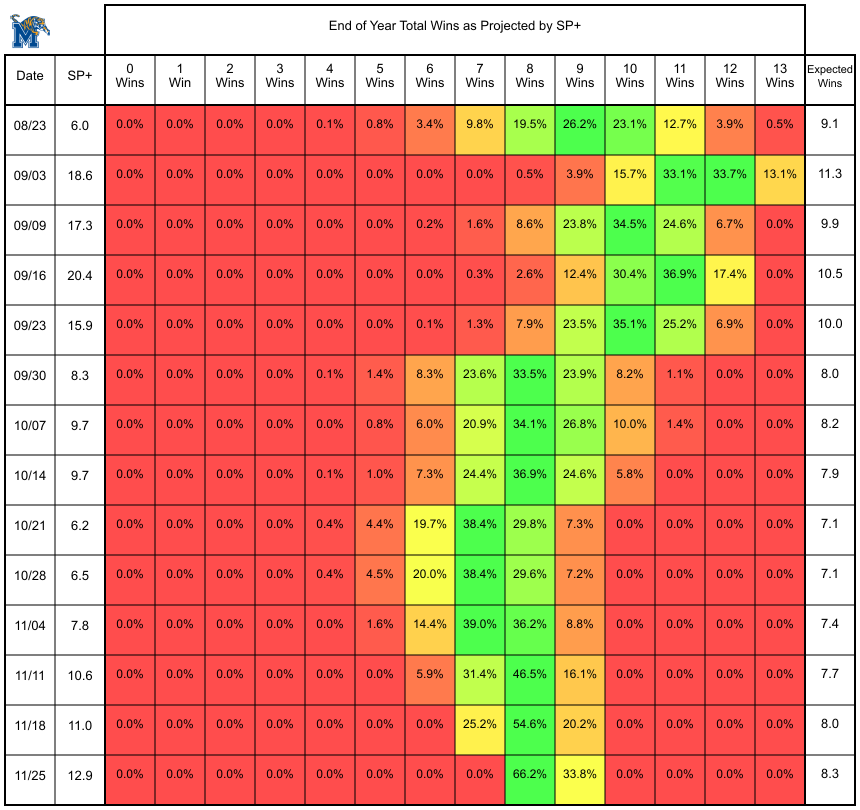 M
End of Year Total Wins as Projected by SP+
Date SP+ 0 Wins 1 Win 2 Wins 3 Wins 4 Wins 5 Wins 6 Wins 7 Wins 8 Wins 9 Wins 10 Wins 11 Wins 12 Wins 13 Wins Expected Wins
08/23 6.0 0.0% 0.0% 0.0% 0.0% 0.1% 0.8% 3.4% 9.8% 19.5% 26.2% 23.1% 12.7% 3.9% 0.5% 9.1
09/03 18.6 0.0% 0.0% 0.0% 0.0% 0.0% 0.0% 0.0% 0.0% 0.5% 3.9% 15.7% 33.1% 33.7% 13.1% 11.3
09/09 17.3 0.0% 0.0% 0.0% 0.0% 0.0% 0.0% 0.2% 1.6% 8.6% 23.8% 34.5% 24.6% 6.7% 0.0% 9.9
09/16 20.4 0.0% 0.0% 0.0% 0.0% 0.0% 0.0% 0.0% 0.3% 2.6% 12.4% 30.4% 36.9% 17.4% 0.0% 10.5
09/23 15.9 0.0% 0.0% 0.0% 0.0% 0.0% 0.0% 0.1% 1.3% 7.9% 23.5% 35.1% 25.2% 6.9% 0.0% 10.0
09/30 8.3 0.0% 0.0% 0.0% 0.0% 0.1% 1.4% 8.3% 23.6% 33.5% 23.9% 8.2% 1.1% 0.0% 0.0% 8.0
10/07 9.7 0.0% 0.0% 0.0% 0.0% 0.0% 0.8% 6.0% 20.9% 34.1% 26.8% 10.0% 1.4% 0.0% 0.0% 8.2
10/14 9.7 0.0% 0.0% 0.0% 0.0% 0.1% 1.0% 7.3% 24.4% 36.9% 24.6% 5.8% 0.0% 0.0% 0.0% 7.9
10/21 6.2 0.0% 0.0% 0.0% 0.0% 0.4% 4.4% 19.7% 38.4% 29.8% 7.3% 0.0% 0.0% 0.0% 0.0% 7.1
10/28 6.5 0.0% 0.0% 0.0% 0.0% 0.4% 4.5% 20.0% 38.4% 29.6% 7.2% 0.0% 0.0% 0.0% 0.0% 7.1
11/04 7.8 0.0% 0.0% 0.0% 0.0% 0.0% 1.6% 14.4% 39.0% 36.2% 8.8% 0.0% 0.0% 0.0% 0.0% 7.4
11/11 10.6 0.0% 0.0% 0.0% 0.0% 0.0% 0.0% 5.9% 31.4% 46.5% 16.1% 0.0% 0.0% 0.0% 0.0% 7.7
11/18 11.0 0.0% 0.0% 0.0% 0.0% 0.0% 0.0% 0.0% 25.2% 54.6% 20.2% 0.0% 0.0% 0.0% 0.0% 8.0
11/25 12.9 0.0% 0.0% 0.0% 0.0% 0.0% 0.0% 0.0% 0.0% 66.2% 33.8% 0.0% 0.0% 0.0% 0.0% 8.3